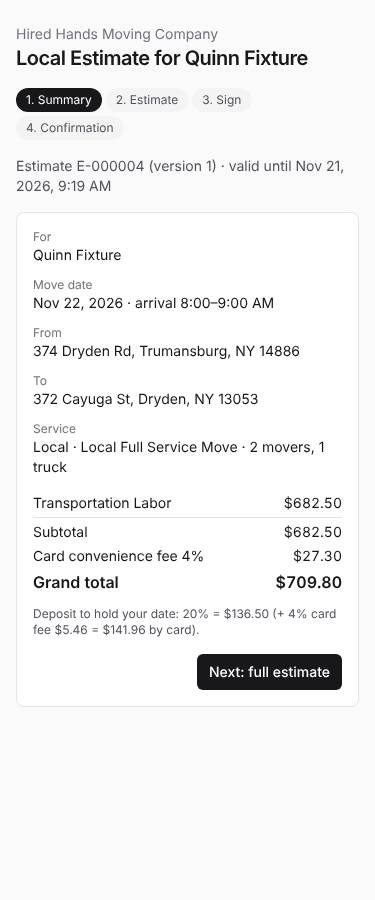 Hired Hands Moving Company
Local Estimate for Quinn Fixture
1. Summary 2. Estimate 3. Sign
4. Confirmation
Estimate E-000004 (version 1) · valid until Nov 21,
2026, 9:19 AM
For
Quinn Fixture
Move date
Nov 22, 2026 · arrival 8:00–9:00 AM
From
374 Dryden Rd, Trumansburg, NY 14886
To
372 Cayuga St, Dryden, NY 13053
Service
Local · Local Full Service Move · 2 movers, 1
truck
Transportation Labor $682.50
Subtotal $682.50
Card convenience fee 4% $27.30
Grand total $709.80
Deposit to hold your date: 20% = $136.50 (+ 4% card
fee $5.46 = $141.96 by card).
Next: full estimate